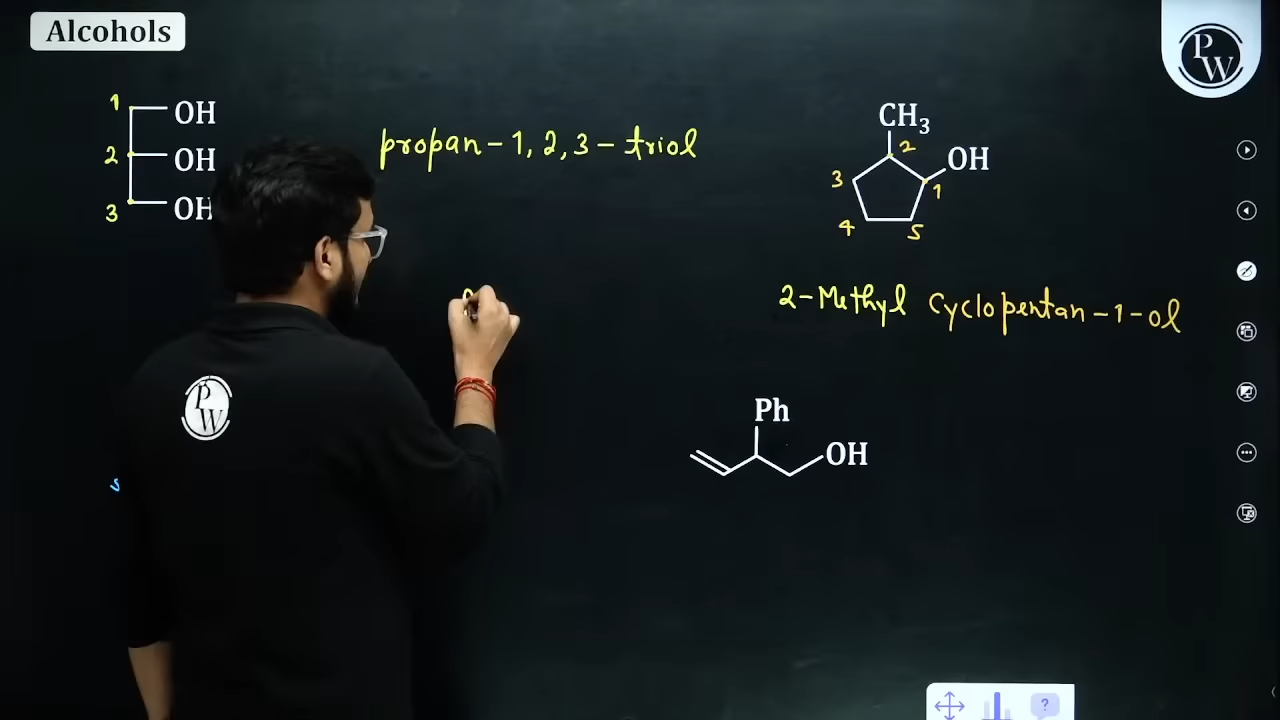 Alcohols
P
W
1
OH
2
OH
3
OH
propan-1,2,3-triol
CH3
2
OH
3
1
4
5
2-Methyl cyclopentan-1-ol
P
W
Ph
OH
s
?